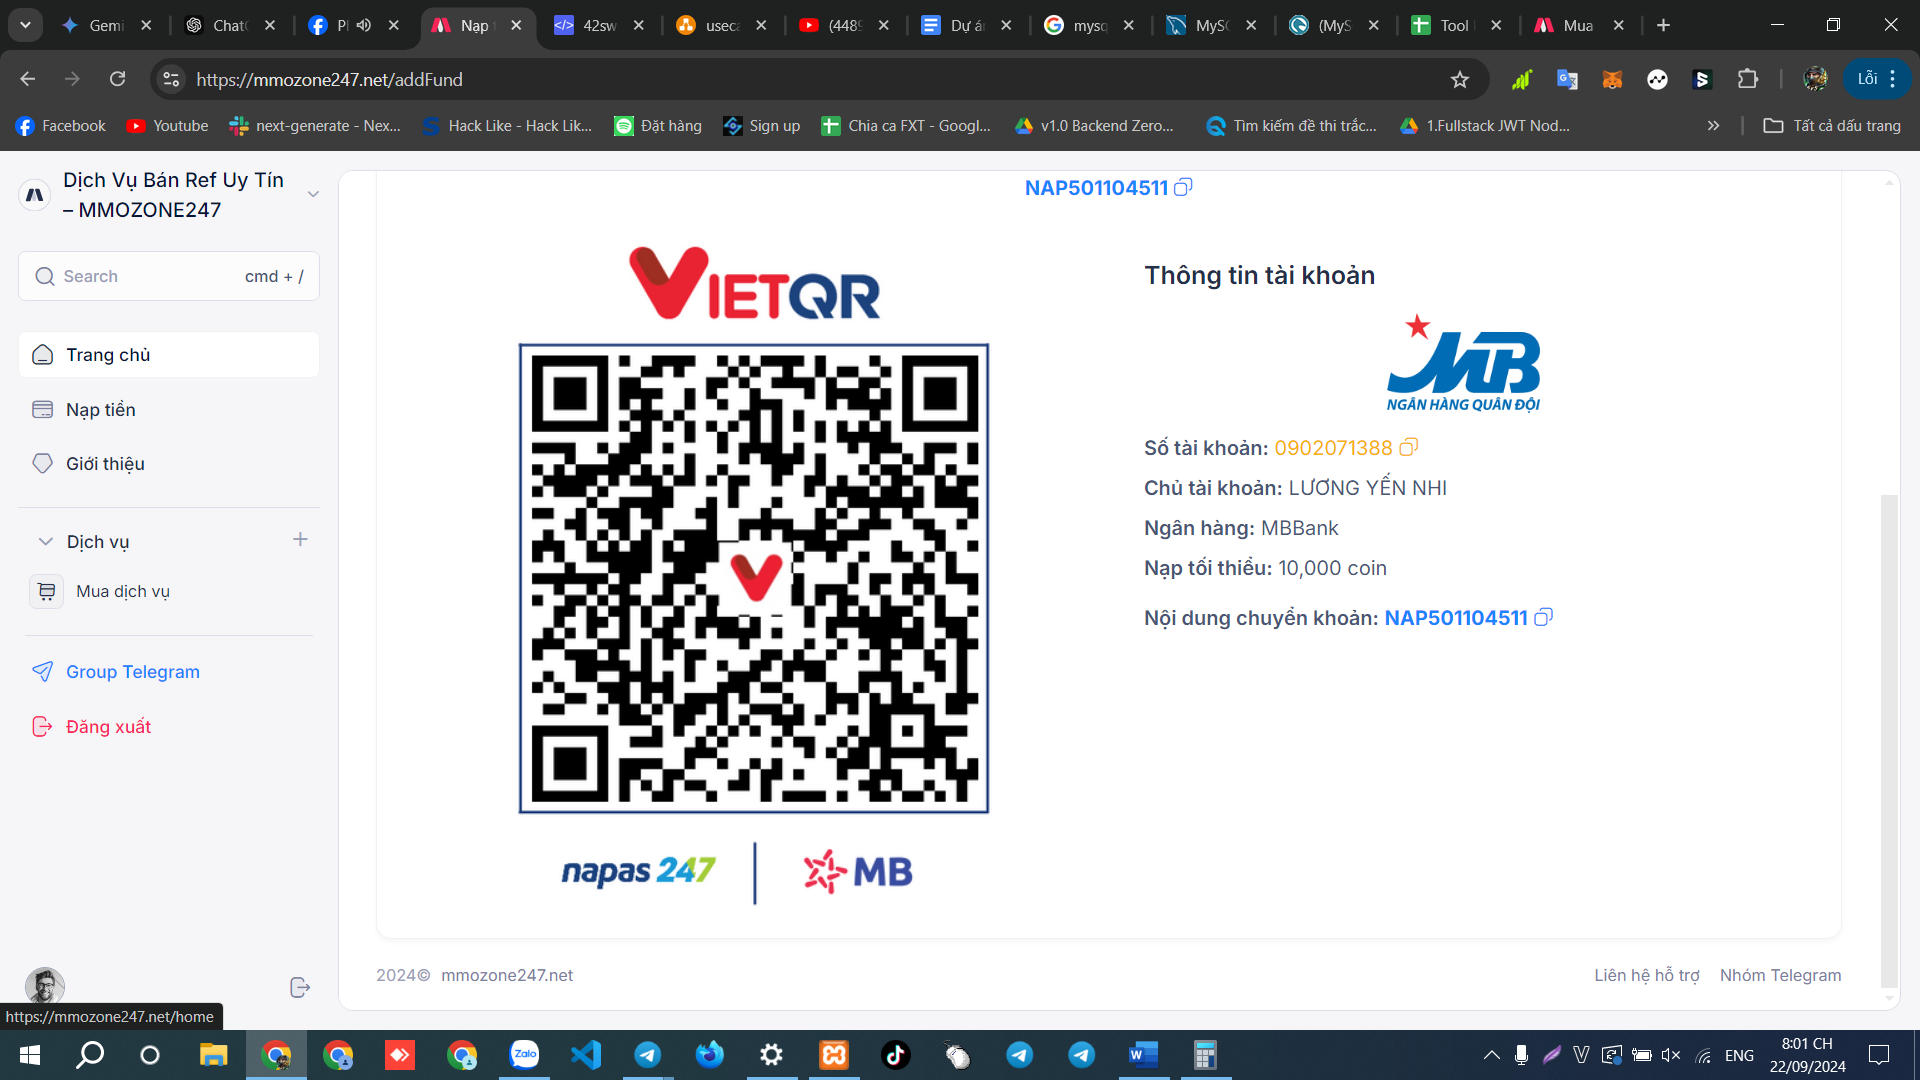 Gemi
ChatG
Nạp t
42sw
useca
(4489
Dự án
mysq
MySQ
(MyS
Tool
Mua
https://mmozone247.net/addFund
Lỗi
Facebook
Youtube
next-generate - Nex...
Hack Like - Hack Lik...
Đặt hàng
Sign up
Chia ca FXT - Googl...
v1.0 Backend Zero...
Tìm kiếm đề thi trắc...
1.Fullstack JWT Nod...
Tất cả dấu trang
Dịch Vụ Bán Ref Uy Tín
– MMOZONE247
Search
cmd + /
Trang chủ
Nạp tiền
Giới thiệu
Dịch vụ
Mua dịch vụ
Group Telegram
Đăng xuất
NAP501104511
VIETQR
napas 247
MB
Thông tin tài khoản
MB
NGÂN HÀNG QUÂN ĐỘI
Số tài khoản: 0902071388
Chủ tài khoản: LƯƠNG YẾN NHI
Ngân hàng: MBBank
Nạp tối thiểu: 10,000 coin
Nội dung chuyển khoản: NAP501104511
2024© mmozone247.net
Liên hệ hỗ trợ
Nhóm Telegram
https://mmozone247.net/home
Zalo
ENG
8:01 CH
22/09/2024